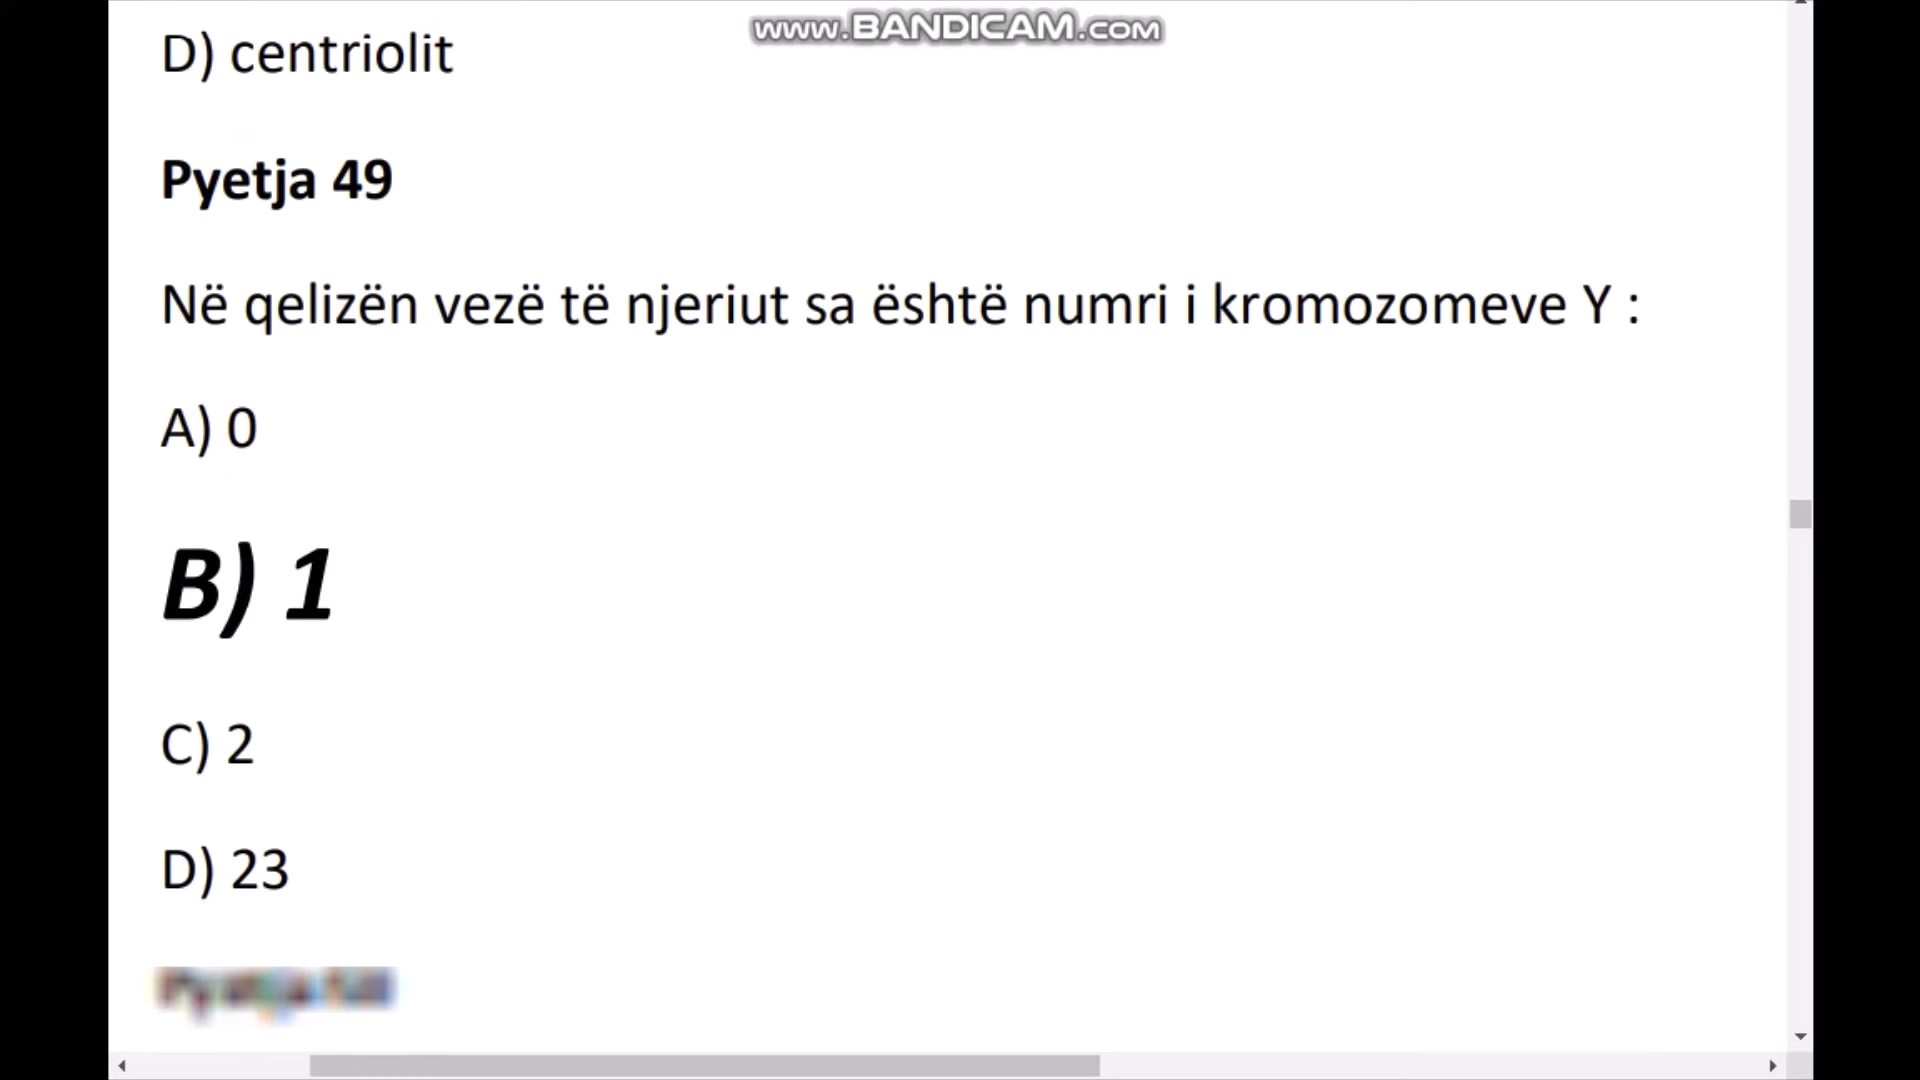 www.BANDICAM.com
D) centriolit
Pyetja 49
Në qelizën vezë të njeriut sa është numri i kromozomeve Y :
A) 0
B) 1
C) 2
D) 23